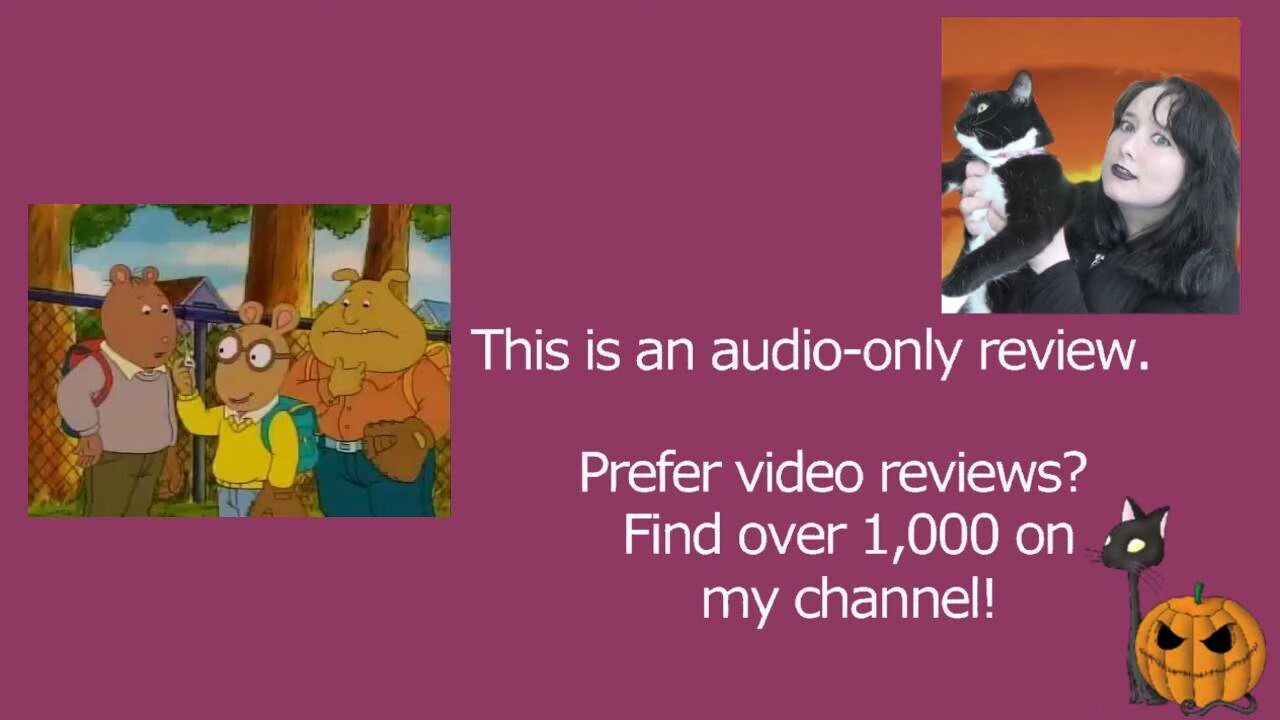 This is an audio-only review.
Prefer video reviews?
Find over 1,000 on
my channel!